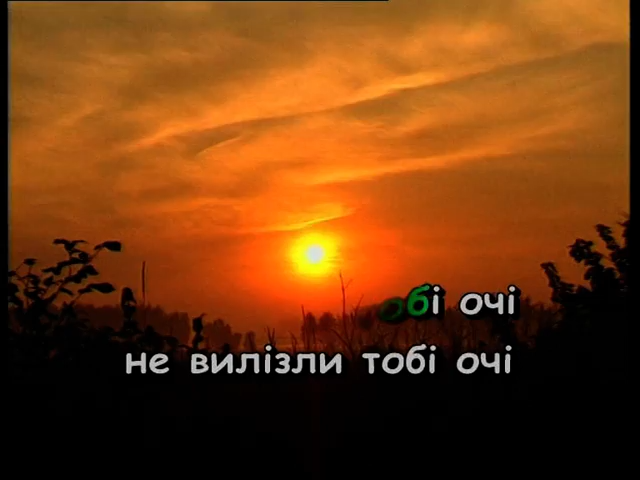 обі очі
не вилізли тобі очі